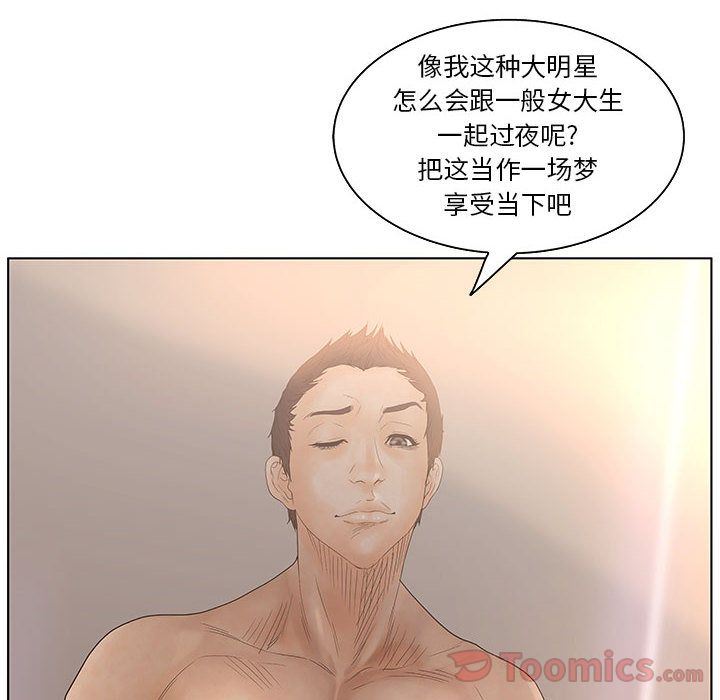 像我这种大明星
怎么会跟一般女大生
一起过夜呢?
把这当作一场梦
享受当下吧
Toomics.com